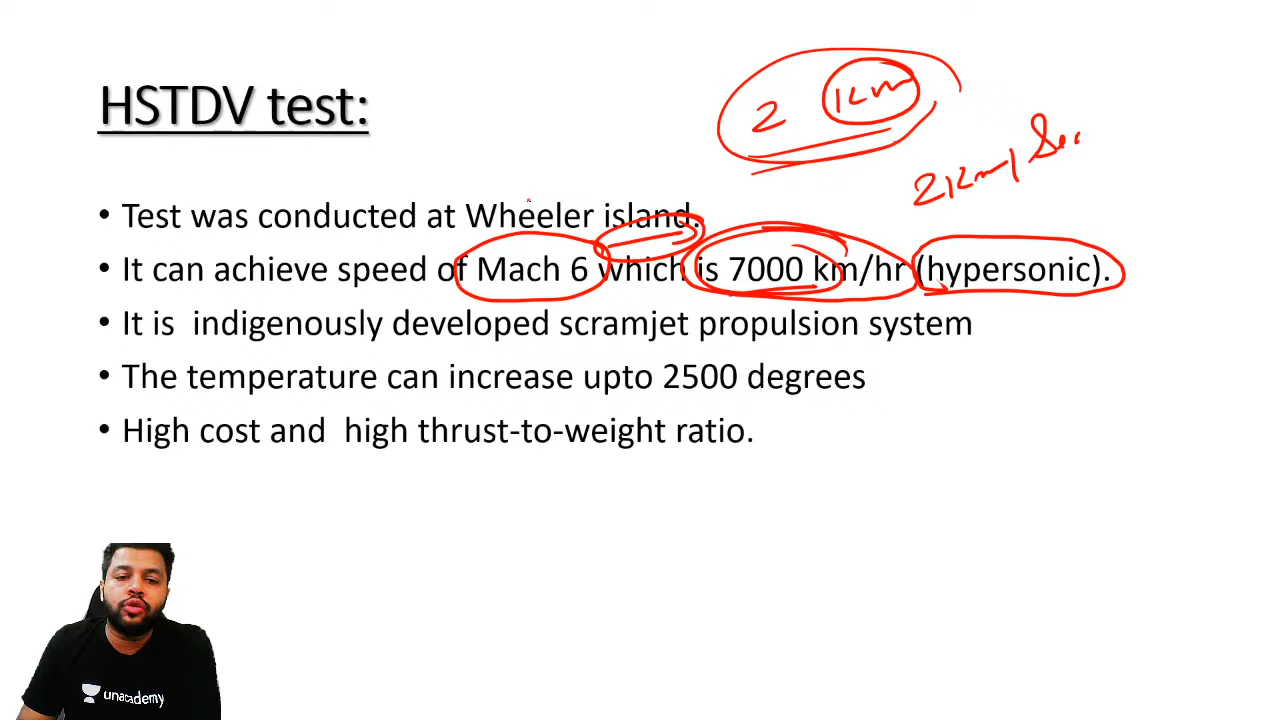 HSTDV test:
2 Km
2 Km/Sec
• Test was conducted at Wheeler island.
• It can achieve speed of Mach 6 which is 7000 km/hr (hypersonic).
• It is indigenously developed scramjet propulsion system
• The temperature can increase upto 2500 degrees
• High cost and high thrust-to-weight ratio.
unacademy